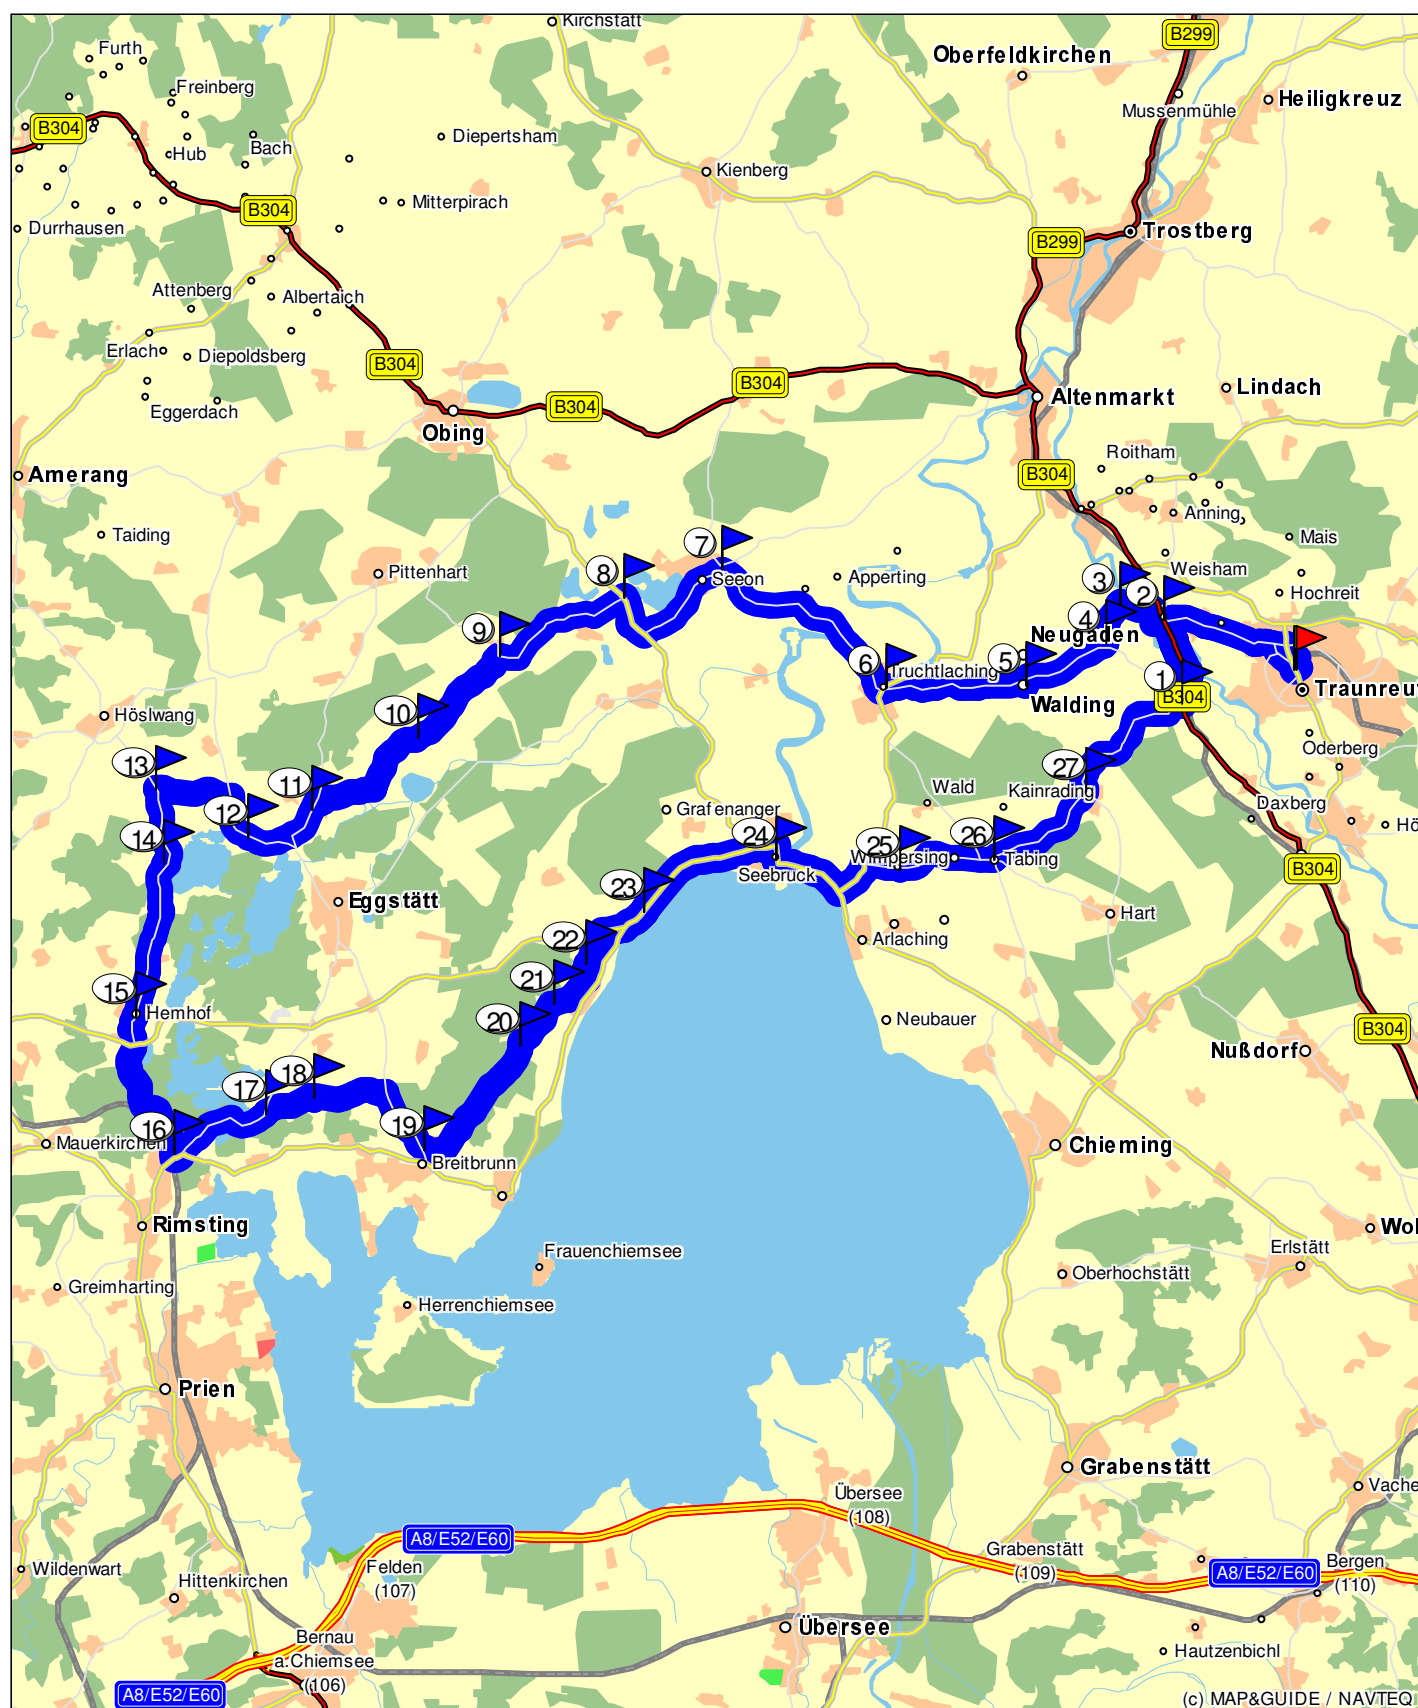 Kirchstätt
B299
Furth
Oberfeldkirchen
Freinberg
Heiligkreuz
Mussenmühle
B304
Diepertsham
Hub
Bach
Kienberg
Mitterpirach
B304
Durrhausen
Trostberg
B299
Attenberg
Albertaich
Erlach
Diepoldsberg
B304
B304
Lindach
Altenmarkt
Eggerdach
B304
Obing
Roitham
Amerang
B304
Anning
Taiding
Mais
7
Weisham
Pittenhart
8
Seeon
Apperting
3
2
Hochreit
4
9
Neugaden
5
6
Truchtlaching
1
Traunreut
B304
Walding
10
Höslwang
Oderberg
13
27
11
Wald
Kainrading
12
Grafenanger
Daxberg
14
24
26
25
Wimpersing
Tabing
B304
Seebruck
23
Eggstätt
Hart
22
Arlaching
21
15
Hemhof
20
Neubauer
B304
Nußdorf
18
17
19
16
Mauerkirchen
Chieming
Breitbrunn
Rimsting
Frauenchiemsee
Erlstätt
Oberhochstätt
Greimharting
Herrenchiemsee
Prien
Grabenstätt
Übersee
(108)
A8/E52/E60
Grabenstätt
(109)
Bergen
(110)
A8/E52/E60
Wildenwart
Felden
(107)
Hittenkirchen
Übersee
Bernau
a.Chiemsee
(106)
Hautzenbichl
A8/E52/E60
(c) MAP&GUIDE / NAVTEQ